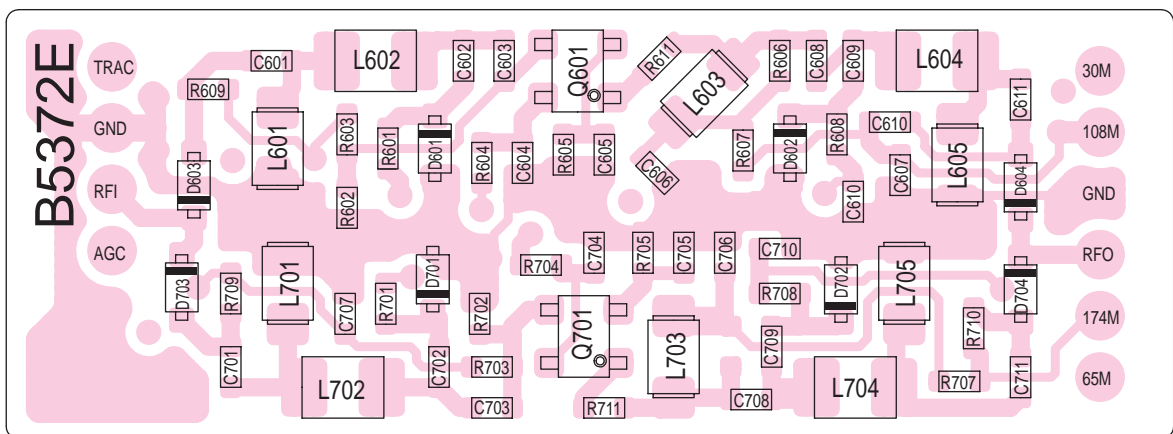 B5372E
TRAC
GND
RFI
AGC
C601
R609
L601
D603
L602
R603
R602
R601
D601
C602
C603
R604
C604
Q601
R605
C605
R611
C606
L603
R606
C608
C609
R607
D602
R608
C610
C610
C607
L604
L605
C611
D604
30M
108M
GND
RFO
174M
65M
D703
R709
C701
L701
C707
R701
D701
L702
C702
R702
R703
C703
R704
C704
R705
C705
C706
Q701
R711
L703
C708
C710
R708
C709
D702
L704
L705
R707
R710
D704
C711